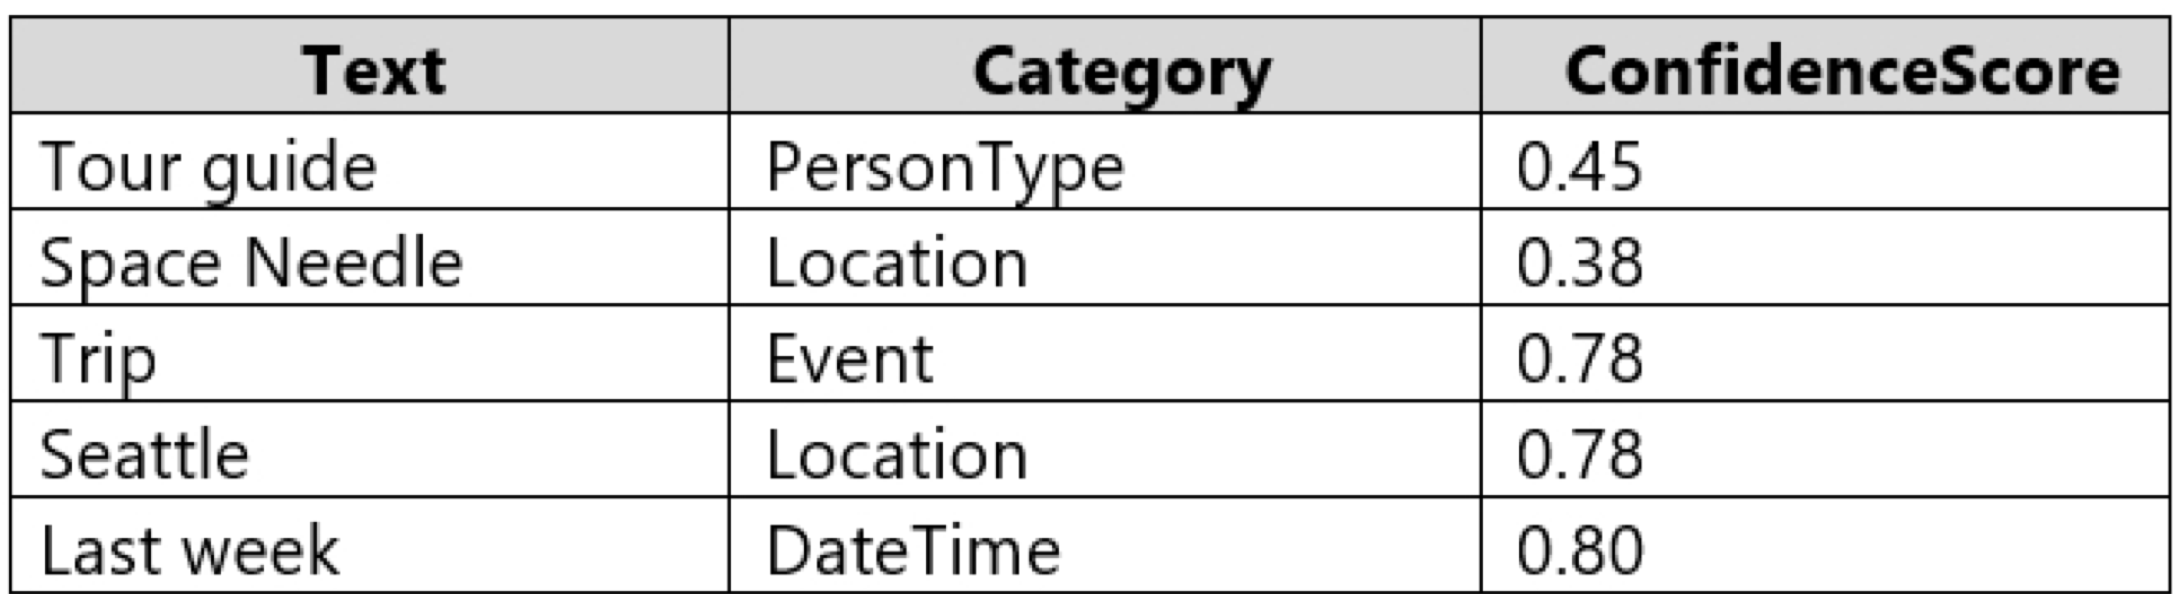 Text Category ConfidenceScore
Tour guide PersonType 0.45
Space Needle Location 0.38
Trip Event 0.78
Seattle Location 0.78
Last week DateTime 0.80